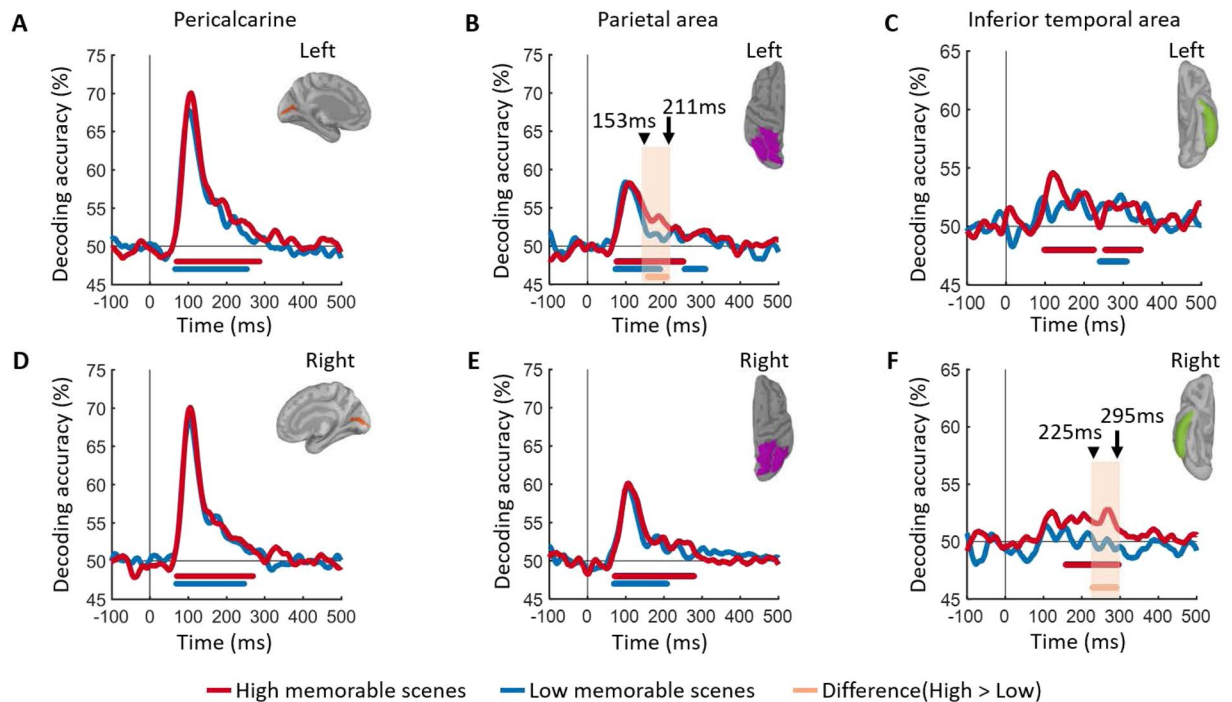 A
Pericalcarine
Left
Decoding accuracy (%)
75
70
65
60
55
50
45
-100 0 100 200 300 400 500
Time (ms)
B
Parietal area
Left
153ms
211ms
Decoding accuracy (%)
75
70
65
60
55
50
45
-100 0 100 200 300 400 500
Time (ms)
C
Inferior temporal area
Left
Decoding accuracy (%)
65
60
55
50
45
-100 0 100 200 300 400 500
Time (ms)
D
Right
Decoding accuracy (%)
75
70
65
60
55
50
45
-100 0 100 200 300 400 500
Time (ms)
E
Right
Decoding accuracy (%)
75
70
65
60
55
50
45
-100 0 100 200 300 400 500
Time (ms)
F
Right
225ms
295ms
Decoding accuracy (%)
65
60
55
50
45
-100 0 100 200 300 400 500
Time (ms)
High memorable scenes
Low memorable scenes
Difference(High > Low)